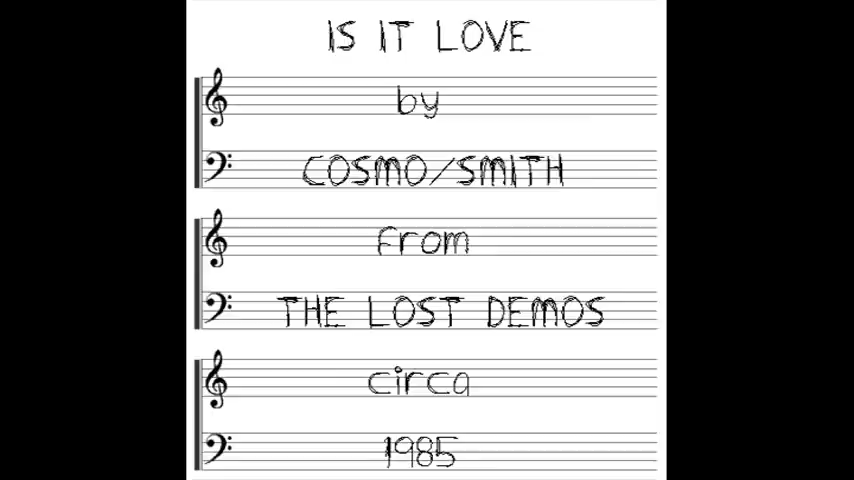 IS IT LOVE
by
COSMO/SMITH
from
THE LOST DEMOS
circa
1985